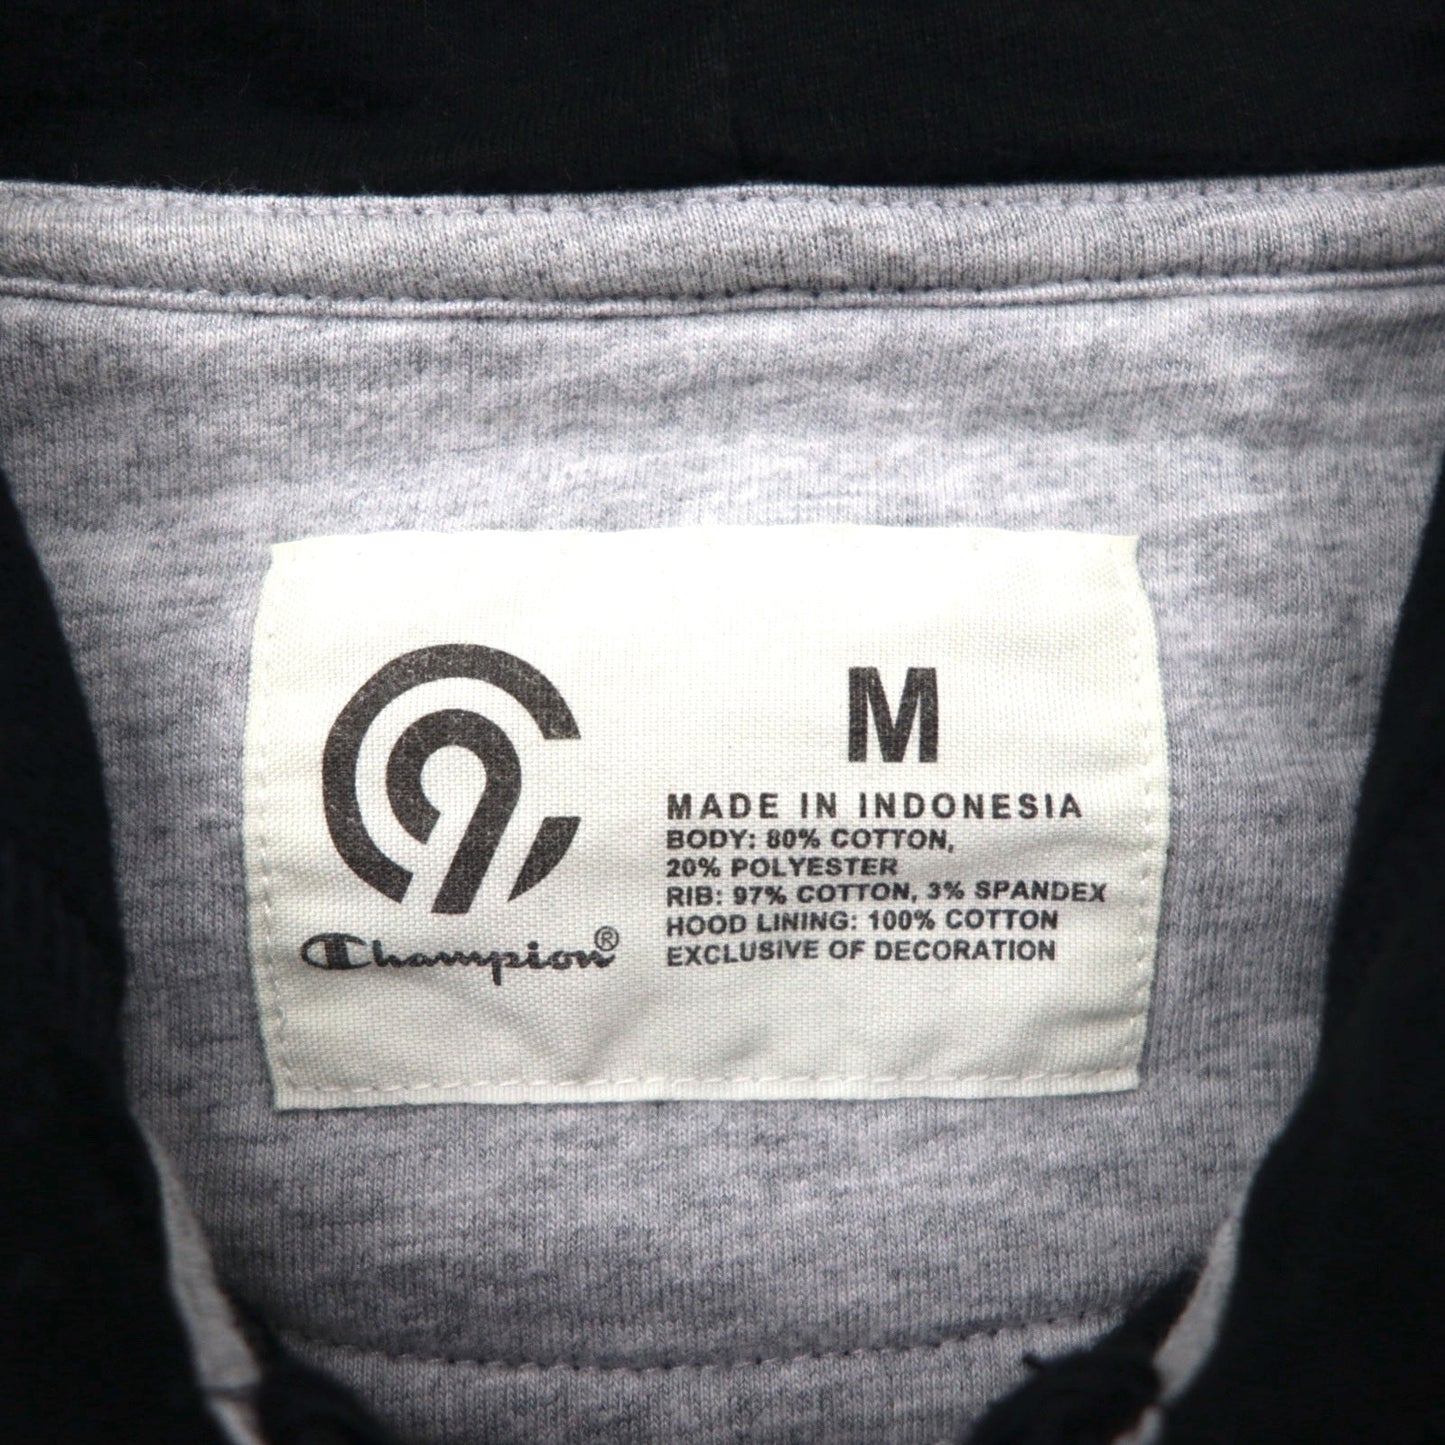 C9
Champion®
M
MADE IN INDONESIA
BODY: 80% COTTON,
20% POLYESTER
RIB: 97% COTTON, 3% SPANDEX
HOOD LINING: 100% COTTON
EXCLUSIVE OF DECORATION